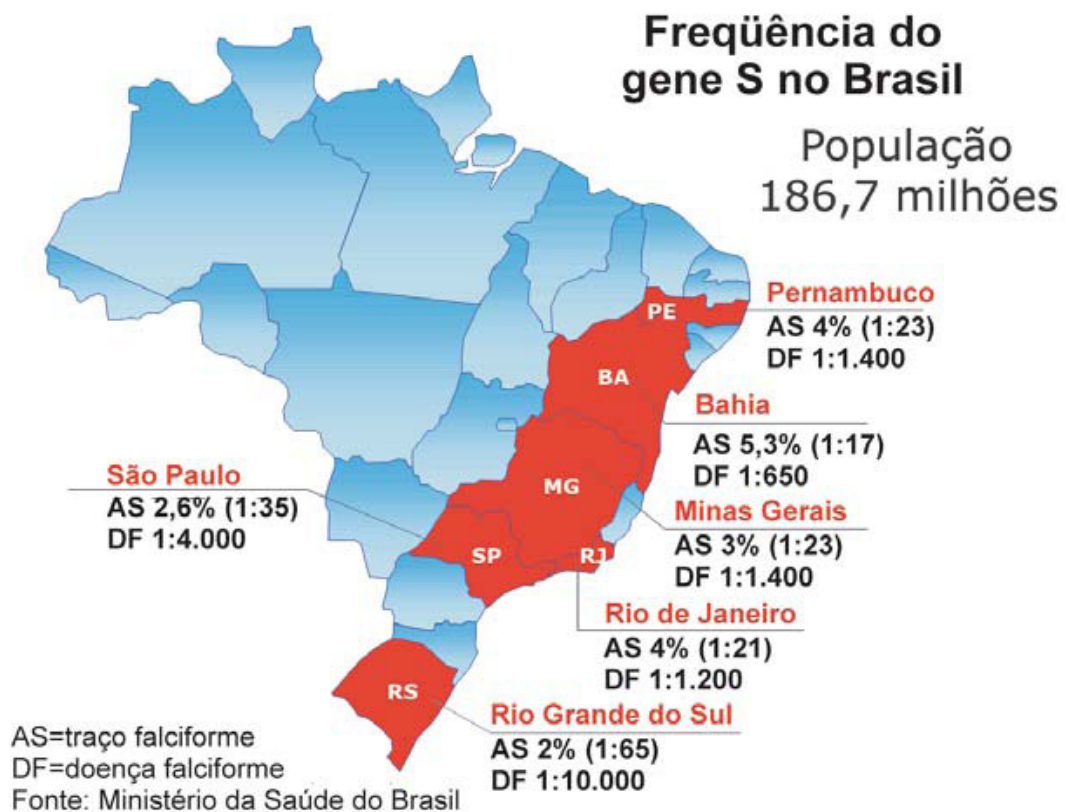 Freqüência do
gene S no Brasil
População
186,7 milhões
Pernambuco
AS 4% (1:23)
DF 1:1.400
PE
BA
Bahia
AS 5,3% (1:17)
DF 1:650
São Paulo
AS 2,6% (1:35)
DF 1:4.000
MG
Minas Gerais
AS 3% (1:23)
DF 1:1.400
SP
RJ
Rio de Janeiro
AS 4% (1:21)
DF 1:1.200
RS
Rio Grande do Sul
AS 2% (1:65)
DF 1:10.000
AS=traço falciforme
DF=doença falciforme
Fonte: Ministério da Saúde do Brasil